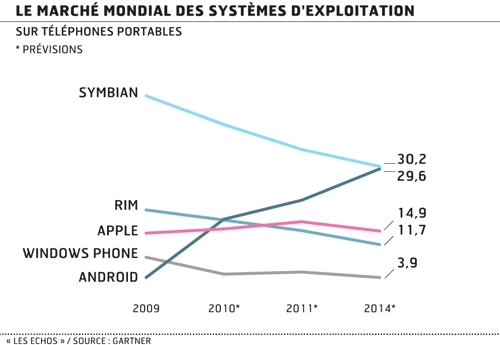 LE MARCHÉ MONDIAL DES SYSTÈMES D'EXPLOITATION
SUR TÉLÉPHONES PORTABLES
* PRÉVISIONS
SYMBIAN
30,2
29,6
RIM
14,9
APPLE
11,7
WINDOWS PHONE
3,9
ANDROID
2009 2010* 2011* 2014*
« LES ECHOS » / SOURCE : GARTNER